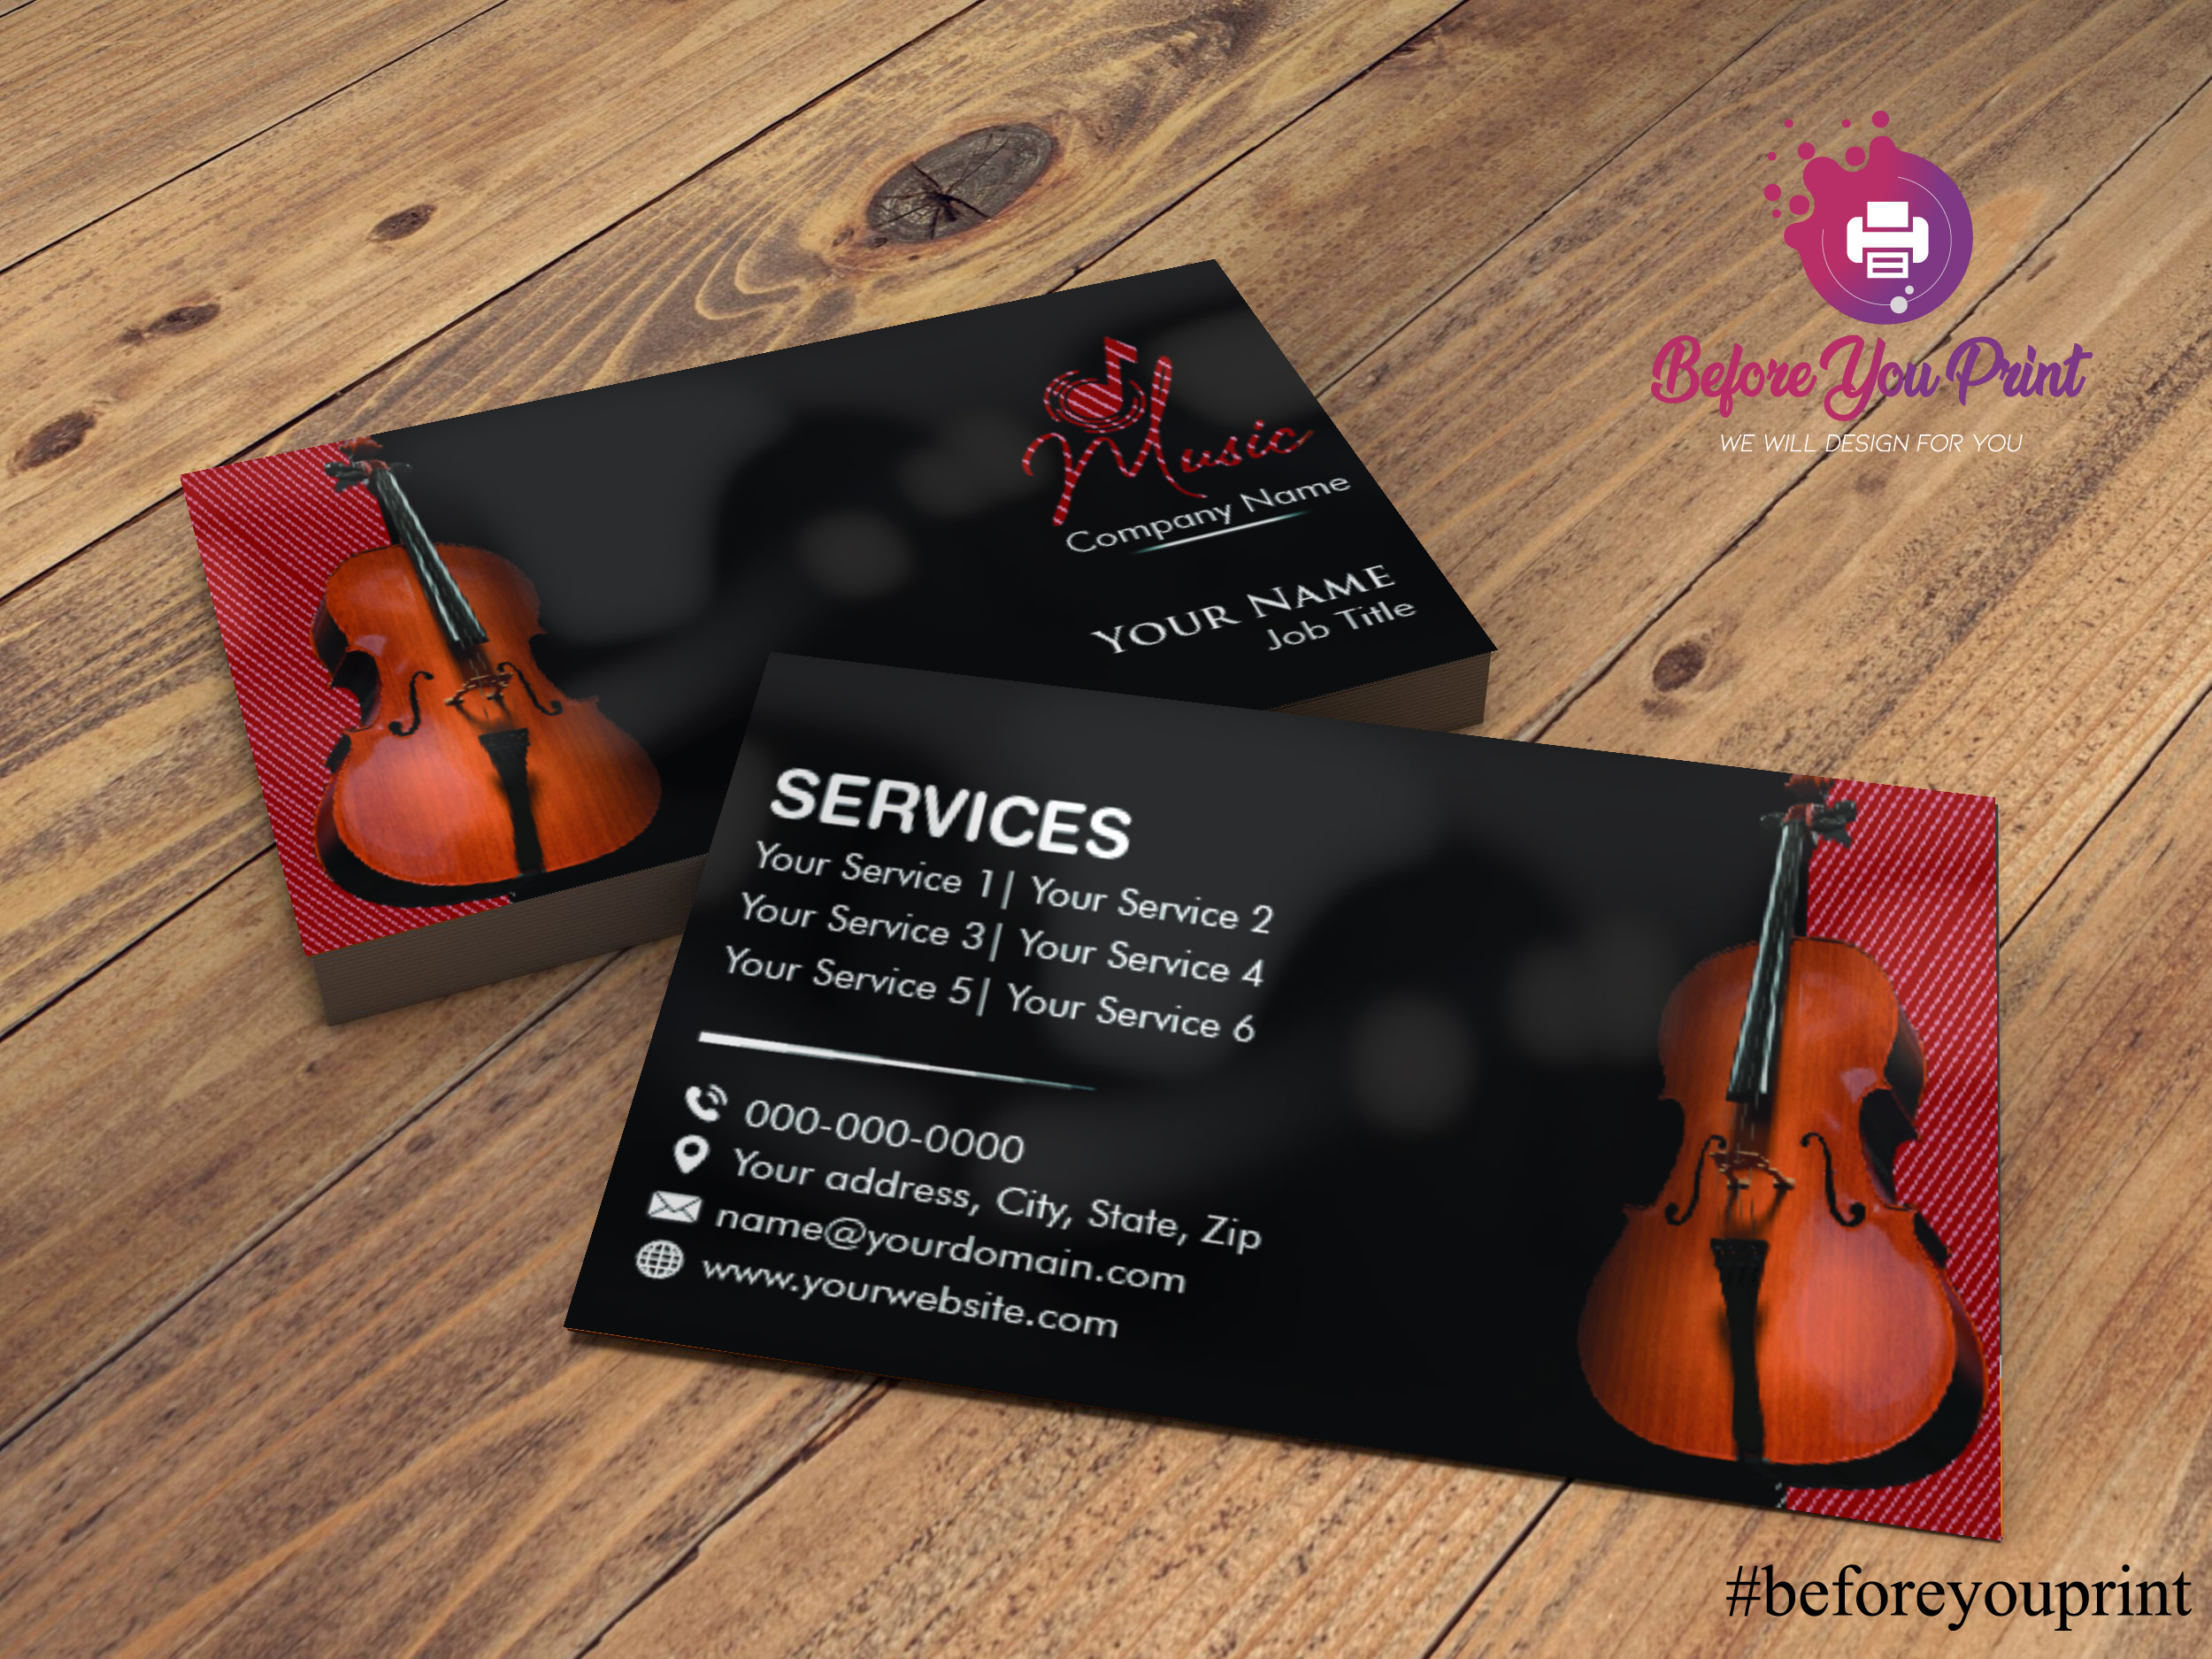 Before You Print
WE WILL DESIGN FOR YOU
Music
Company Name
YOUR NAME
Job Title
SERVICES
Your Service 1| Your Service 2
Your Service 3| Your Service 4
Your Service 5| Your Service 6
000-000-0000
Your address, City, State, Zip
name@yourdomain.com
www.yourwebsite.com
#beforeyouprint